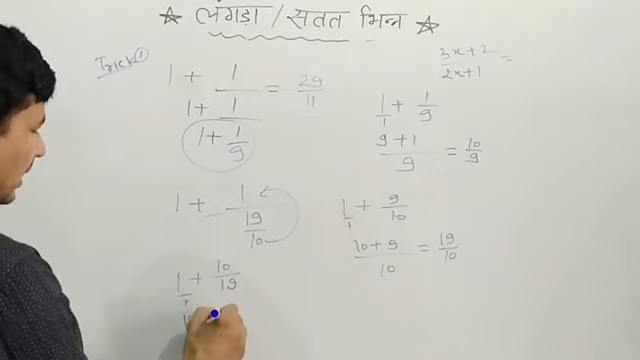 ☆ लंगड़ा / सतत भिन्न ☆
Trick ①
1 + 1
1 + 1 = 29/11
1 + 1/9
1 + 1
19/10
1/1 + 10/19
3x+2/2x+1 =
1/1 + 1/9
9+1/9 = 10/9
1/1 + 9/10
10+9/10 = 19/10